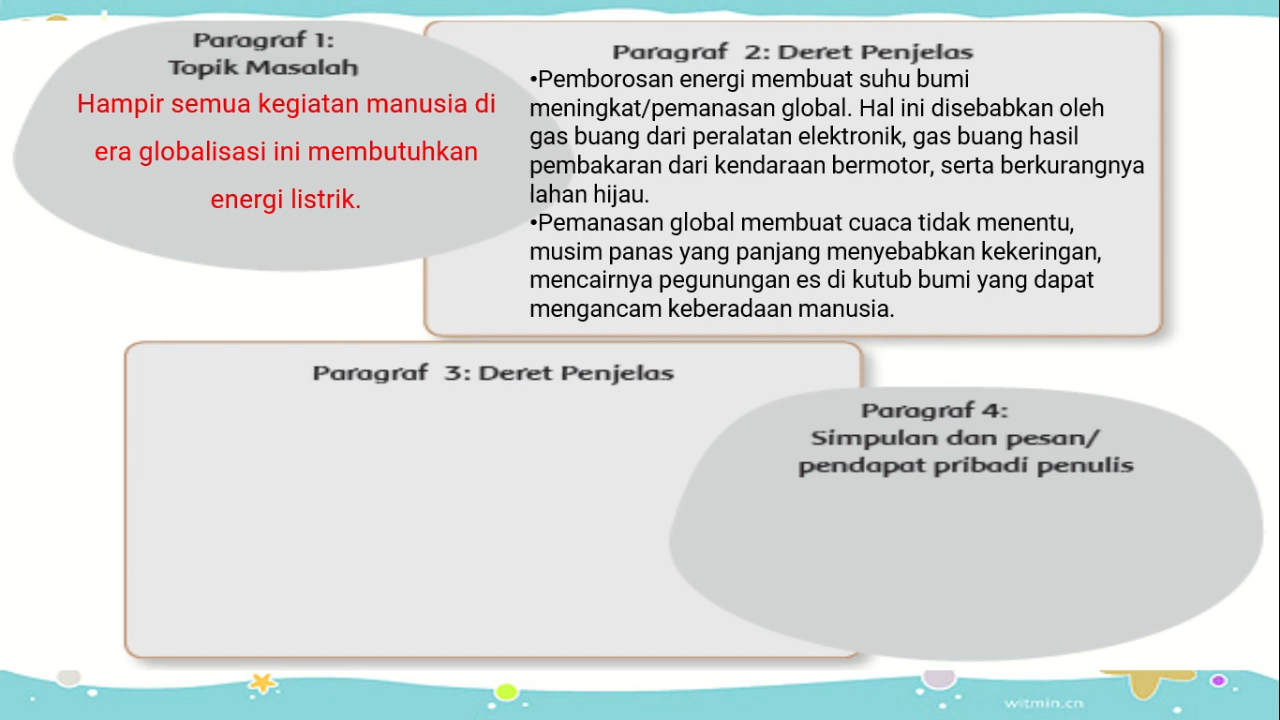 Paragraf 1:
Topik Masalah
Hampir semua kegiatan manusia di
era globalisasi ini membutuhkan
energi listrik.
Paragraf 2: Deret Penjelas
•Pemborosan energi membuat suhu bumi
meningkat/pemanasan global. Hal ini disebabkan oleh
gas buang dari peralatan elektronik, gas buang hasil
pembakaran dari kendaraan bermotor, serta berkurangnya
lahan hijau.
•Pemanasan global membuat cuaca tidak menentu,
musim panas yang panjang menyebabkan kekeringan,
mencairnya pegunungan es di kutub bumi yang dapat
mengancam keberadaan manusia.
Paragraf 3: Deret Penjelas
Paragraf 4:
Simpulan dan pesan/
pendapat pribadi penulis
witmin.cn